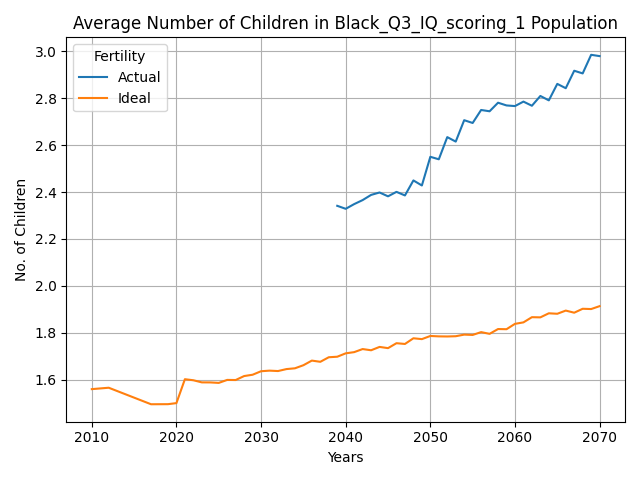 Average Number of Children in Black_Q3_IQ_scoring_1 Population
Fertility
Actual
Ideal
No. of Children
3.0
2.8
2.6
2.4
2.2
2.0
1.8
1.6
2010 2020 2030 2040 2050 2060 2070
Years